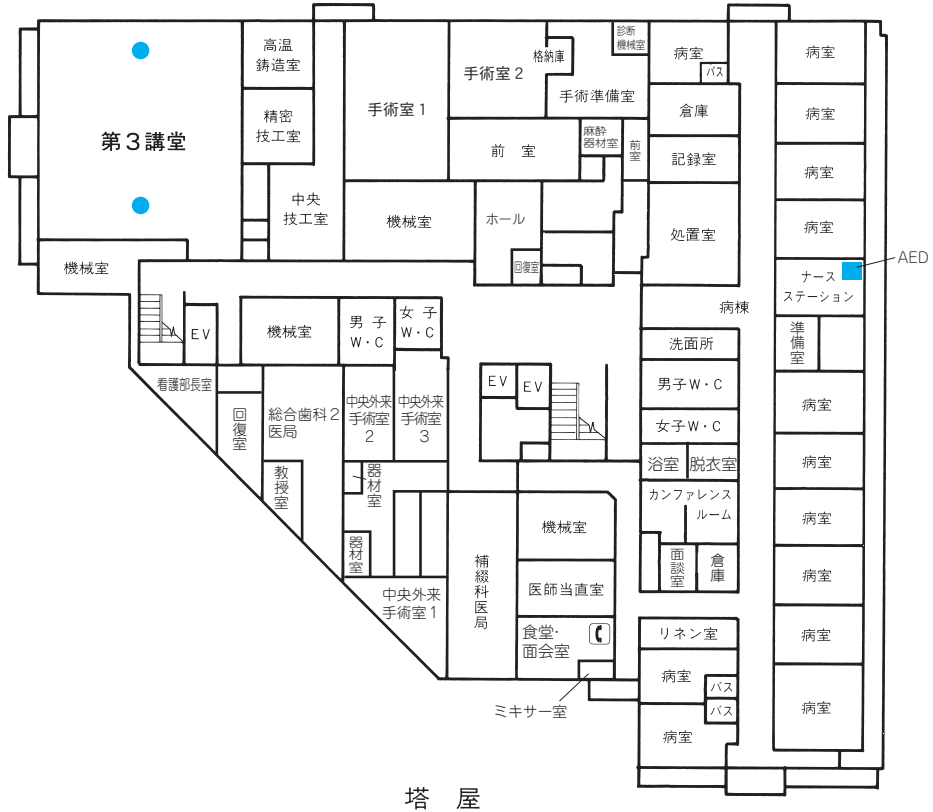 高温
鋳造室
第３講堂
精密
技工室
中央
技工室
機械室
手術室１
手術室２
格納庫
診断
機械室
手術準備室
前　室
麻酔
器材室
前室
機械室
ホール
回復室
病室
バス
倉庫
記録室
処置室
病棟
病室
病室
病室
病室
AED
ナース
ステーション
準備室
病室
病室
病室
病室
病室
病室
EV
機械室
男 子
W・C
女 子
W・C
看護部長室
回復室
総合歯科２
医局
教授室
中央外来
手術室
2
中央外来
手術室
3
器材室
器材室
中央外来
手術室１
EV
EV
補綴科医局
機械室
医師当直室
食堂・
面会室
ミキサー室
洗面所
男子W・C
女子W・C
浴室
脱衣室
カンファレンス
ルーム
面談室
倉庫
リネン室
病室
バス
バス
病室
塔　屋